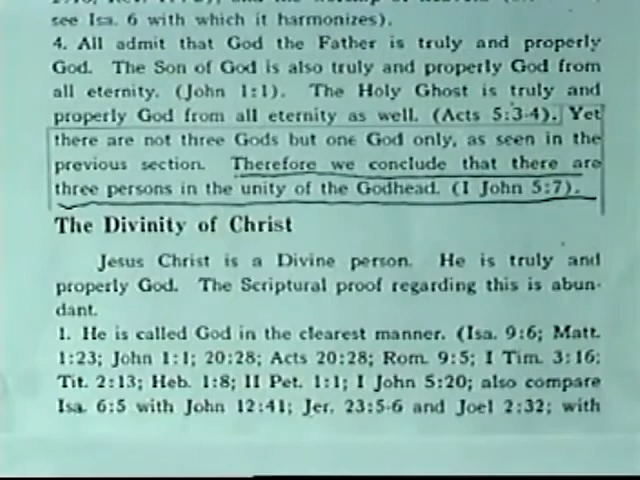 see Isa. 6 with which it harmonizes).
4. All admit that God the Father is truly and properly
God. The Son of God is also truly and properly God from
all eternity. (John 1:1). The Holy Ghost is truly and
properly God from all eternity as well. (Acts 5:3-4). Yet
there are not three Gods but one God only, as seen in the
previous section. Therefore we conclude that there are
three persons in the unity of the Godhead. (I John 5:7).
The Divinity of Christ
Jesus Christ is a Divine person. He is truly and
properly God. The Scriptural proof regarding this is abun-
dant.
1. He is called God in the clearest manner. (Isa. 9:6; Matt.
1:23; John 1:1; 20:28; Acts 20:28; Rom. 9:5; I Tim. 3:16;
Tit. 2:13; Heb. 1:8; II Pet. 1:1; I John 5:20; also compare
Isa. 6:5 with John 12:41; Jer. 23:5-6 and Joel 2:32; with